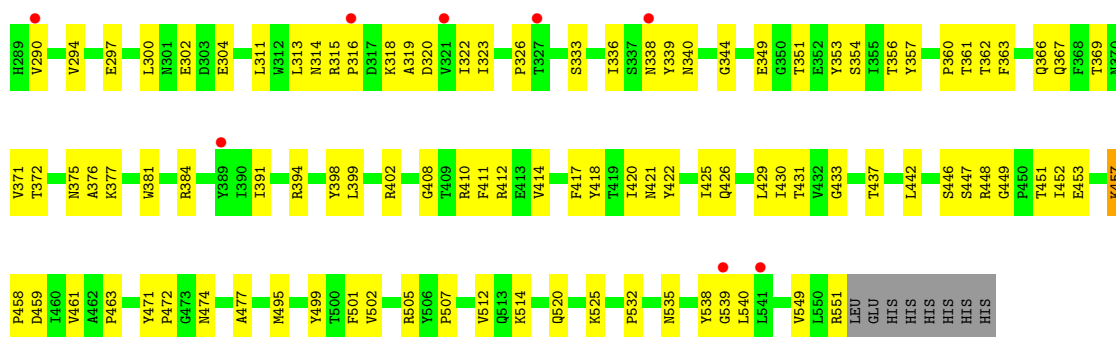 H289 V290 V294 E297 L300 N301 E302 D303 E304 L311 W312 L313 N314 R315 P316 D317 K318 A319 D320 V321 I322 I323 P326 T327 S333 I336 S337 N338 Y339 N340 G344 E349 G350 T351 E352 Y353 S354 I355 T356 Y357 P360 T361 T362 F363 Q366 Q367 F368 T369 N370
V371 T372 N375 A376 K377 W381 R384 Y389 I390 I391 R394 Y398 L399 R402 G408 T409 R410 F411 R412 E413 V414 F417 Y418 T419 I420 N421 Y422 I425 Q426 L429 I430 T431 V432 G433 T437 L442 S446 S447 R448 G449 P450 T451 I452 E453 K457
P458 D459 I460 V461 A462 P463 Y471 P472 G473 N474 A477 M495 Y499 T500 F501 V502 R505 Y506 P507 V512 Q513 K514 Q520 K525 P532 N535 Y538 G539 L540 L541 V549 L550 R551 LEU GLU HIS HIS HIS HIS HIS HIS